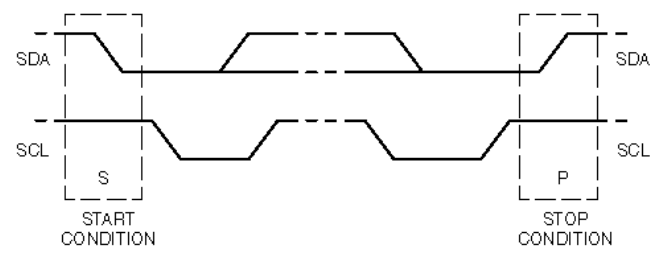 SDA
SDA
SCL
SCL
S
P
START
CONDITION
STOP
CONDITION